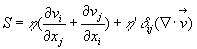 S = η(∂v_i/∂x_j + ∂v_j/∂x_i) + η' δ_ij(∇·v⃗)